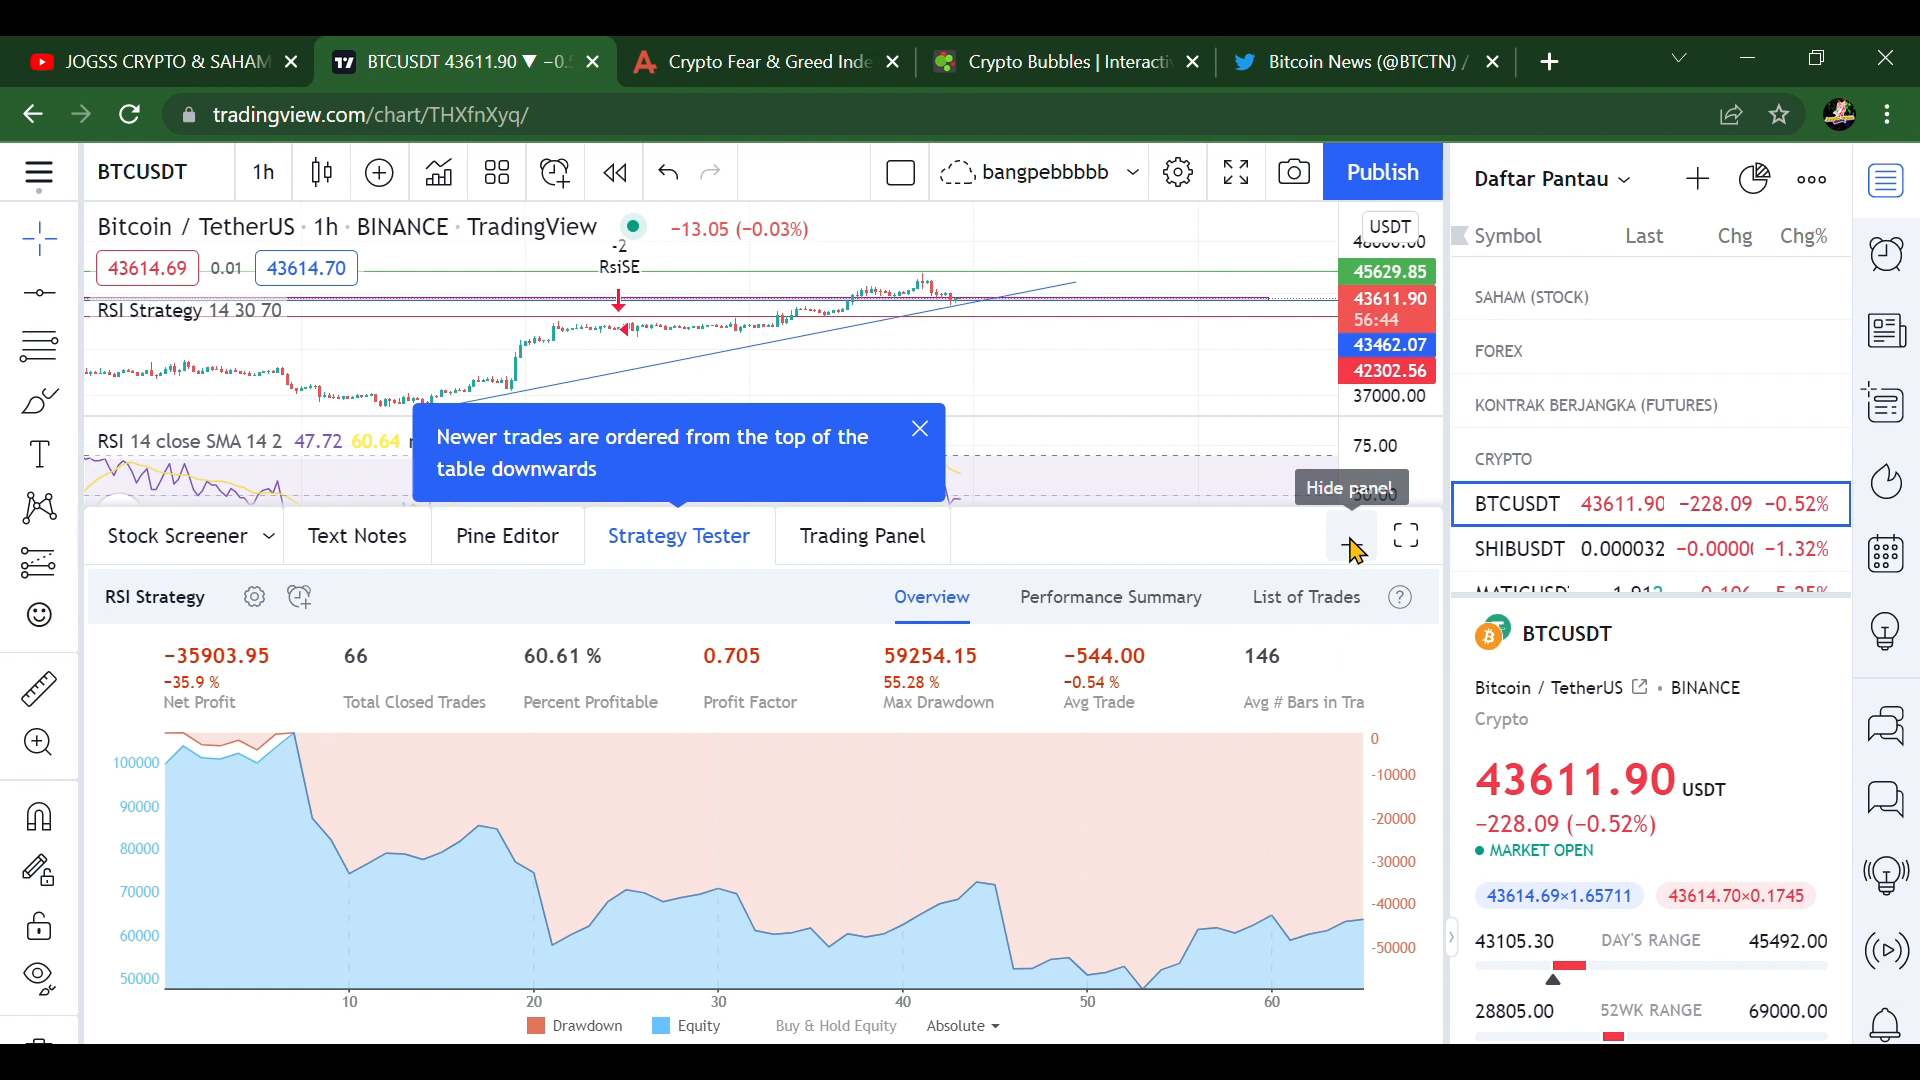 JOGSS CRYPTO & SAHAM
BTCUSDT 43611.90 ▼ −0.5
Crypto Fear & Greed Inde
Crypto Bubbles | Interacti
Bitcoin News (@BTCTN) /
tradingview.com/chart/THXfnXyq/
BTCUSDT 1h bangpebbbbb Publish
Bitcoin / TetherUS · 1h · BINANCE · TradingView −13.05 (−0.03%)
43614.69 0.01 43614.70
RSI Strategy 14 30 70
-2
RsiSE
USDT
45629.85
43611.90
56:44
43462.07
42302.56
37000.00
RSI 14 close SMA 14 2 47.72 60.64
75.00
Newer trades are ordered from the top of the
table downwards
Hide panel
Stock Screener Text Notes Pine Editor Strategy Tester Trading Panel
RSI Strategy Overview Performance Summary List of Trades ?
−35903.95 66 60.61 % 0.705 59254.15 −544.00 146
−35.9 % 55.28 % −0.54 %
Net Profit Total Closed Trades Percent Profitable Profit Factor Max Drawdown Avg Trade Avg # Bars in Tra
100000
90000
80000
70000
60000
50000
0
-10000
-20000
-30000
-40000
-50000
10 20 30 40 50 60
Drawdown Equity Buy & Hold Equity Absolute
Daftar Pantau
Symbol Last Chg Chg%
SAHAM (STOCK)
FOREX
KONTRAK BERJANGKA (FUTURES)
CRYPTO
BTCUSDT 43611.90 −228.09 −0.52%
SHIBUSDT 0.000032 −0.0000 −1.32%
BTCUSDT
Bitcoin / TetherUS • BINANCE
Crypto
43611.90 USDT
−228.09 (−0.52%)
MARKET OPEN
43614.69×1.65711 43614.70×0.1745
43105.30 DAY'S RANGE 45492.00
28805.00 52WK RANGE 69000.00